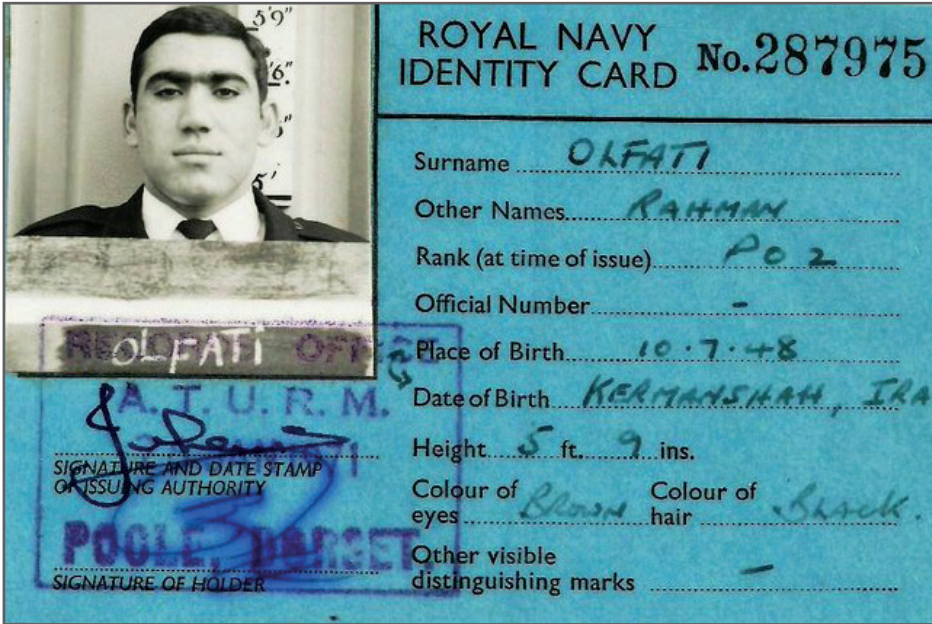 5'9"
6"
5'
ROYAL NAVY
IDENTITY CARD No. 287975
Surname OLFATI
Other Names RAHMAN
Rank (at time of issue) PO 2
Official Number -
Place of Birth 10.7.48
Date of Birth KERMANSHAH, IRA
Height 5 ft. 9 ins.
Colour of eyes BROWN Colour of hair BLACK.
Other visible
distinguishing marks -
OLFATI
A. T. U. R. M.
SIGNATURE AND DATE STAMP
OF ISSUING AUTHORITY
POOLE, DORSET.
SIGNATURE OF HOLDER